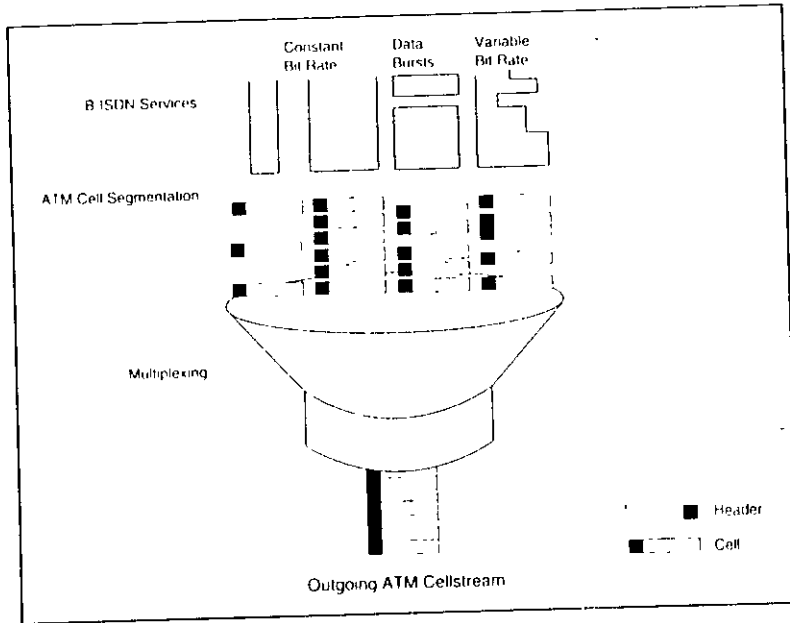 Constant
Bit Rate
Data
Bursts
Variable
Bit Rate
B ISDN Services
ATM Cell Segmentation
Multiplexing
Header
Cell
Outgoing ATM Cellstream